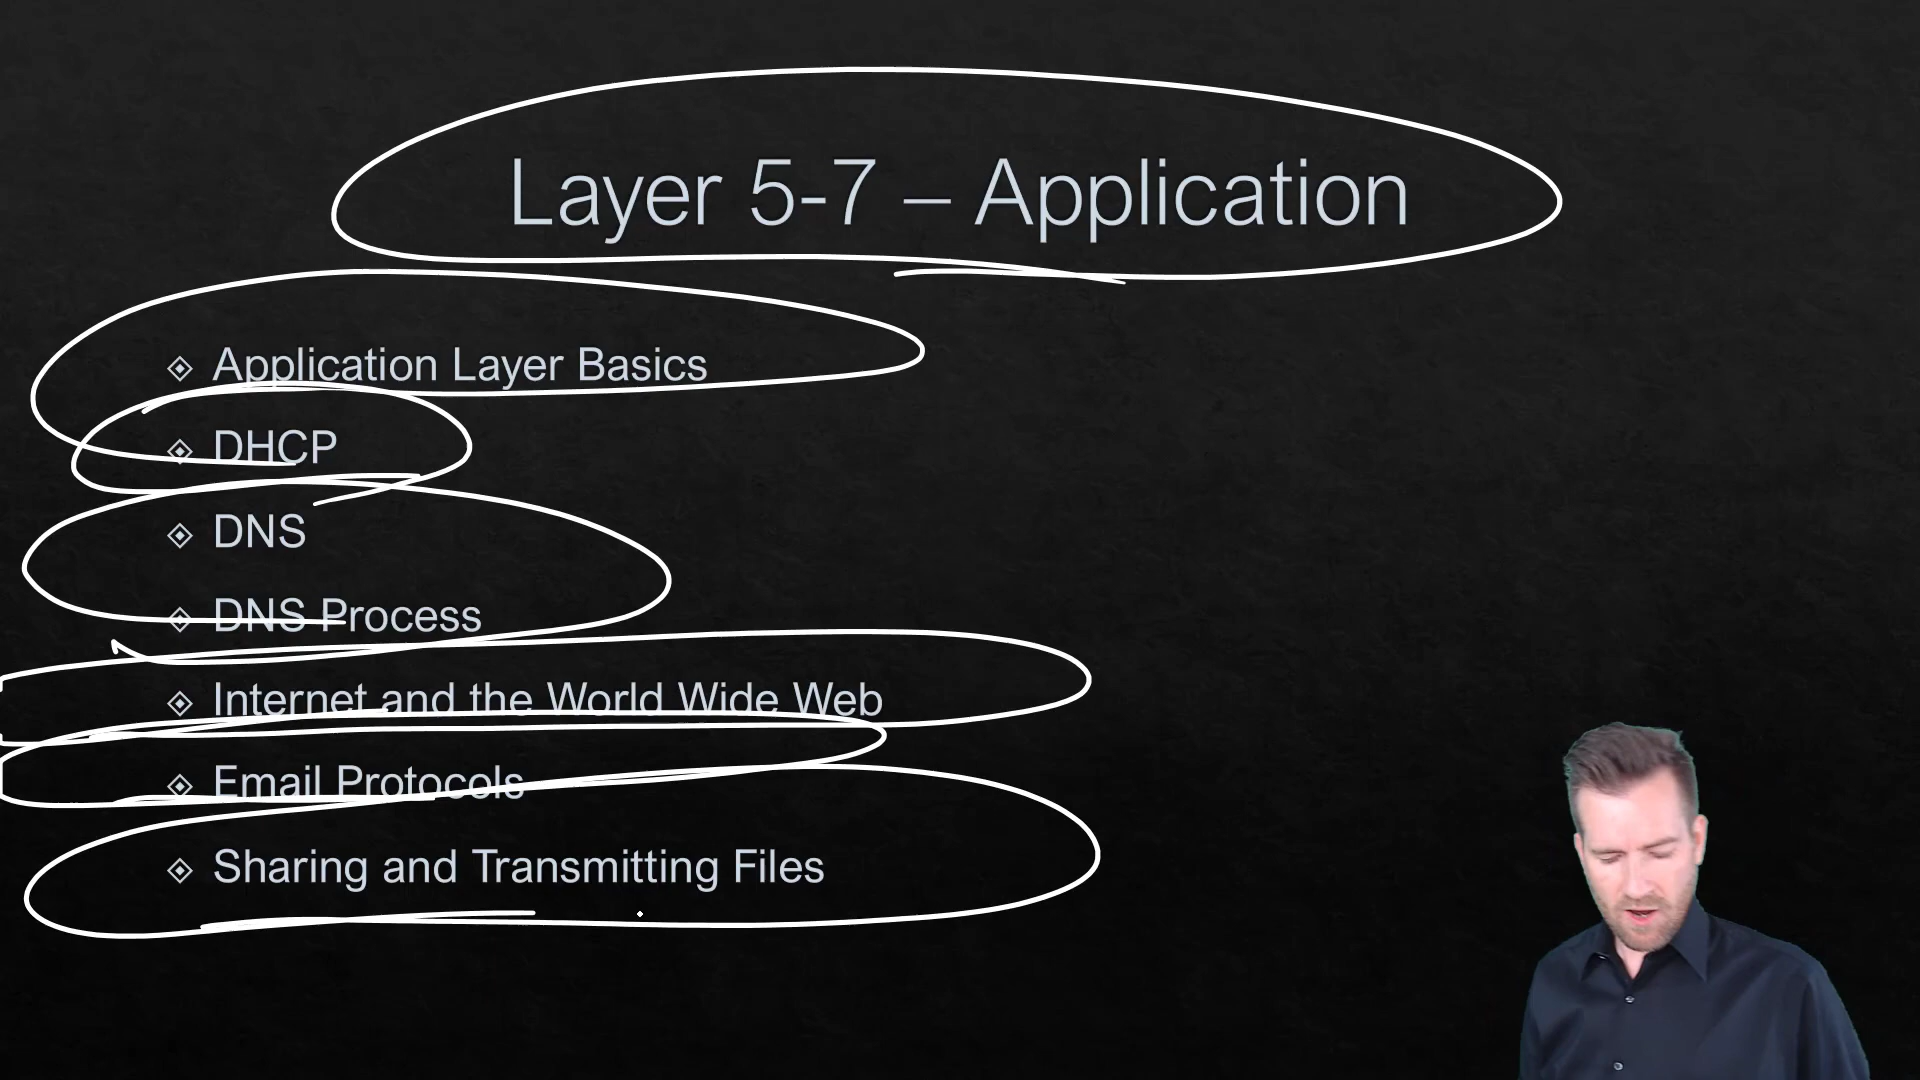 Layer 5-7 – Application
Application Layer Basics
DHCP
DNS
DNS Process
Internet and the World Wide Web
Email Protocols
Sharing and Transmitting Files